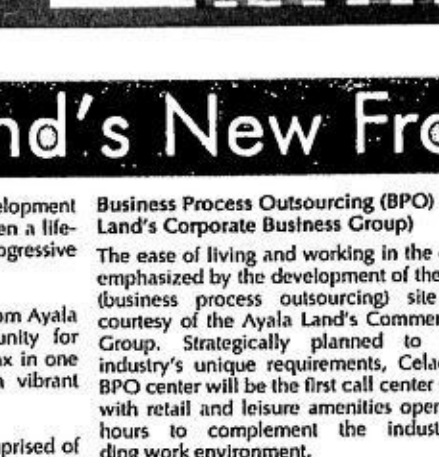 nd's New Fro
elopment
en a life-
ogressive
om Ayala
unity for
ax in one
a vibrant
prised of
Business Process Outsourcing (BPO)
Land's Corporate Business Group)
The ease of living and working in the
emphasized by the development of the
(business process outsourcing) site
courtesy of the Ayala Land's Commer
Group. Strategically planned to
industry's unique requirements, Cela
BPO center will be the first call center
with retail and leisure amenities oper
hours to complement the indust
ding work environment.